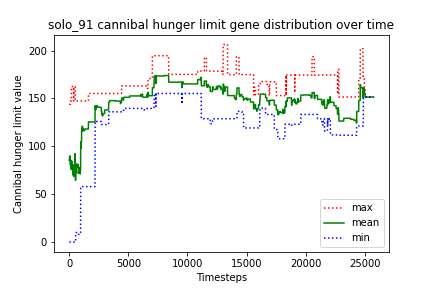 solo_91 cannibal hunger limit gene distribution over time
Cannibal hunger limit value
200
150
100
50
0
max
mean
min
0
5000
10000
15000
20000
25000
Timesteps